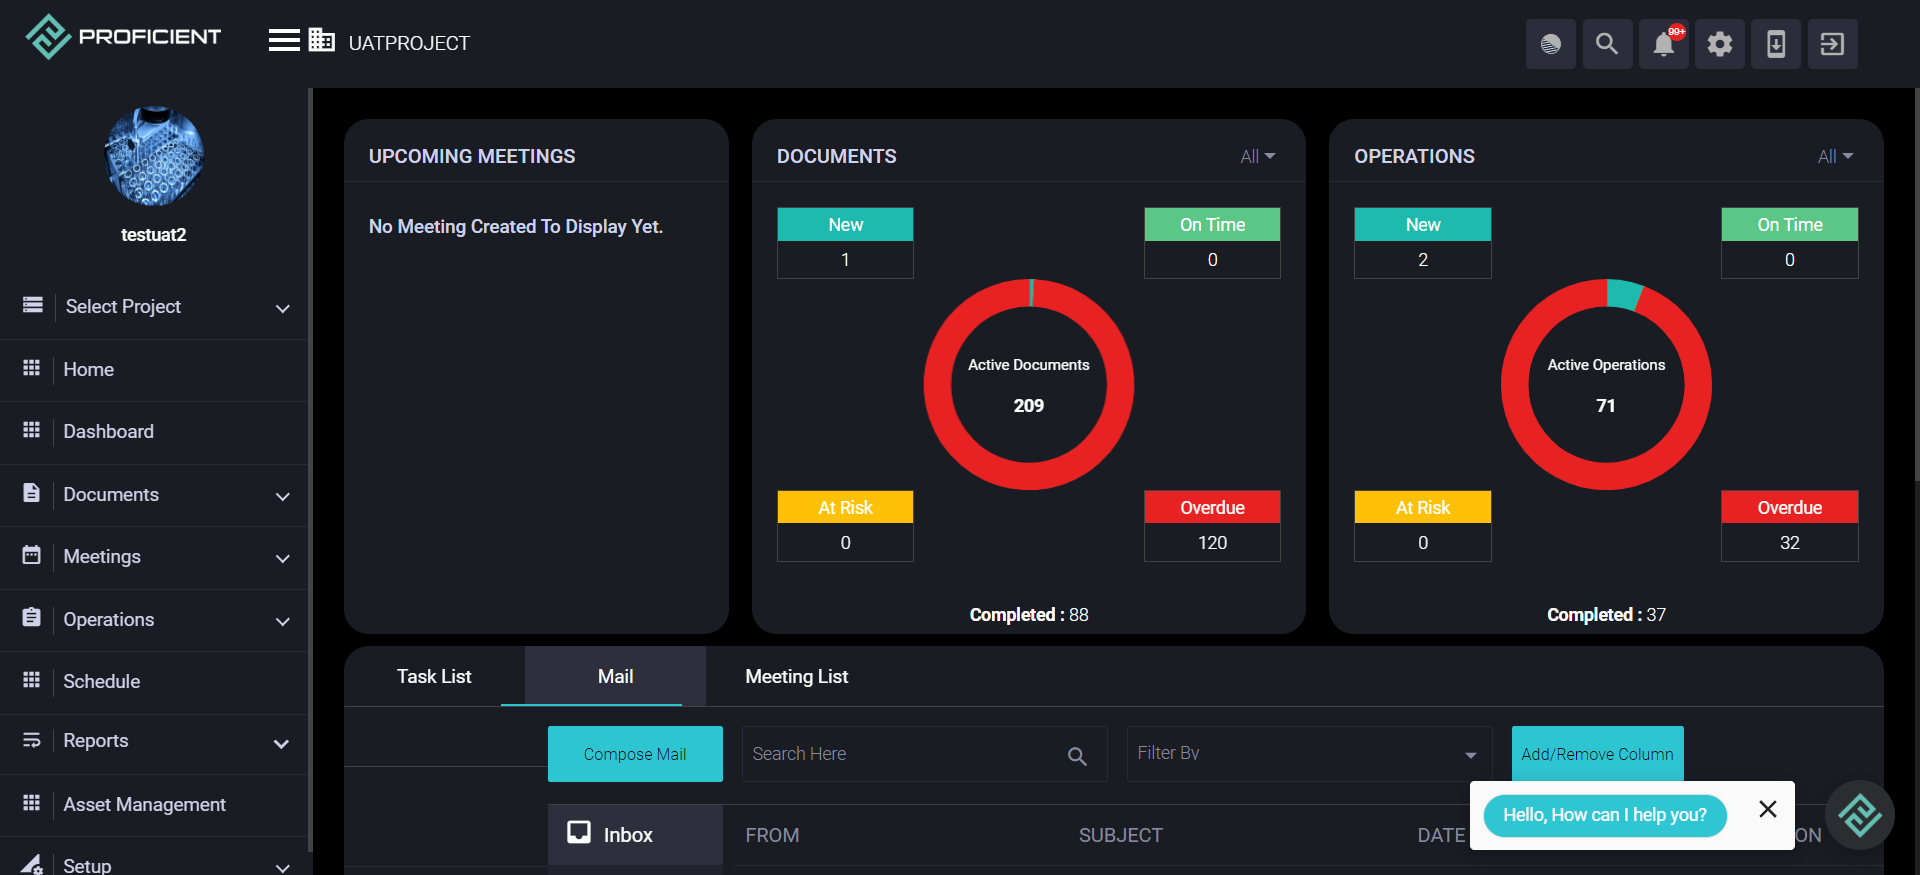 PROFICIENT
UATPROJECT
99+
testuat2
Select Project
Home
Dashboard
Documents
Meetings
Operations
Schedule
Reports
Asset Management
Setup
UPCOMING MEETINGS
No Meeting Created To Display Yet.
DOCUMENTS
All
New
1
On Time
0
Active Documents
209
At Risk
0
Overdue
120
Completed : 88
OPERATIONS
All
New
2
On Time
0
Active Operations
71
At Risk
0
Overdue
32
Completed : 37
Task List
Mail
Meeting List
Compose Mail
Search Here
Filter By
Add/Remove Column
Inbox
FROM
SUBJECT
DATE
ON
Hello, How can I help you?